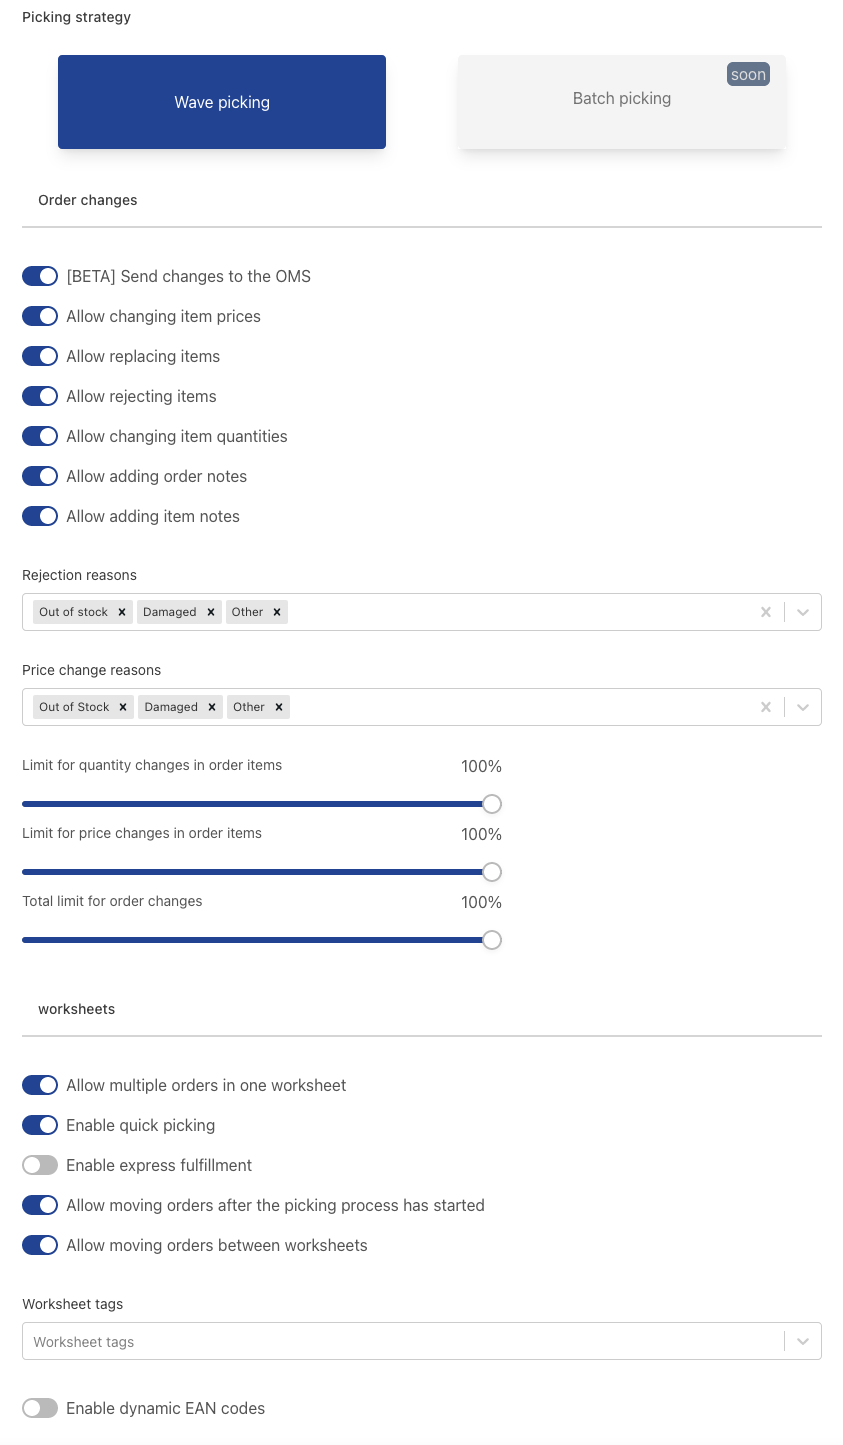 Picking strategy
Wave picking
soon
Batch picking
Order changes
[BETA] Send changes to the OMS
Allow changing item prices
Allow replacing items
Allow rejecting items
Allow changing item quantities
Allow adding order notes
Allow adding item notes
Rejection reasons
Out of stock Damaged Other
Price change reasons
Out of Stock Damaged Other
Limit for quantity changes in order items 100%
Limit for price changes in order items 100%
Total limit for order changes 100%
worksheets
Allow multiple orders in one worksheet
Enable quick picking
Enable express fulfillment
Allow moving orders after the picking process has started
Allow moving orders between worksheets
Worksheet tags
Worksheet tags
Enable dynamic EAN codes